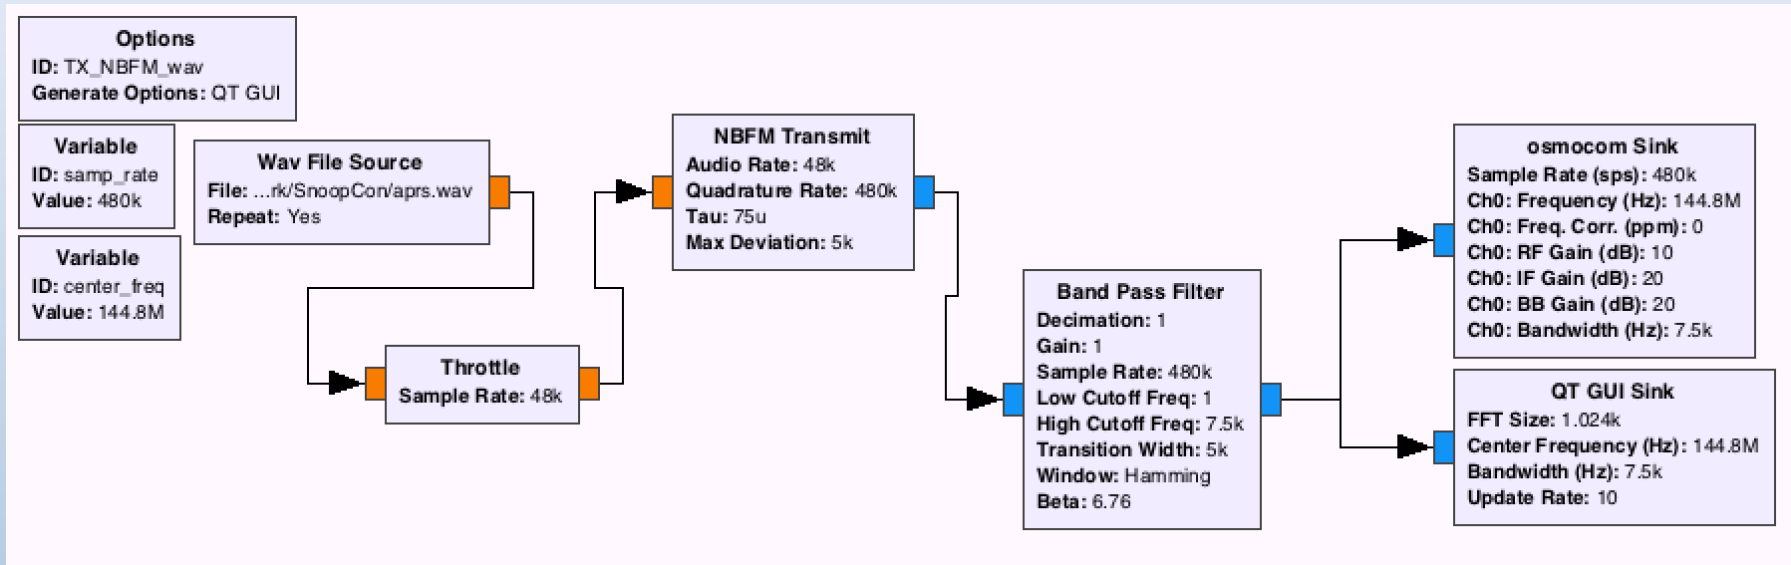 Options
ID: TX_NBFM_wav
Generate Options: QT GUI
Variable
ID: samp_rate
Value: 480k
Variable
ID: center_freq
Value: 144.8M
Wav File Source
File: ...rk/SnoopCon/aprs.wav
Repeat: Yes
Throttle
Sample Rate: 48k
NBFM Transmit
Audio Rate: 48k
Quadrature Rate: 480k
Tau: 75u
Max Deviation: 5k
Band Pass Filter
Decimation: 1
Gain: 1
Sample Rate: 480k
Low Cutoff Freq: 1
High Cutoff Freq: 7.5k
Transition Width: 5k
Window: Hamming
Beta: 6.76
osmocom Sink
Sample Rate (sps): 480k
Ch0: Frequency (Hz): 144.8M
Ch0: Freq. Corr. (ppm): 0
Ch0: RF Gain (dB): 10
Ch0: IF Gain (dB): 20
Ch0: BB Gain (dB): 20
Ch0: Bandwidth (Hz): 7.5k
QT GUI Sink
FFT Size: 1.024k
Center Frequency (Hz): 144.8M
Bandwidth (Hz): 7.5k
Update Rate: 10